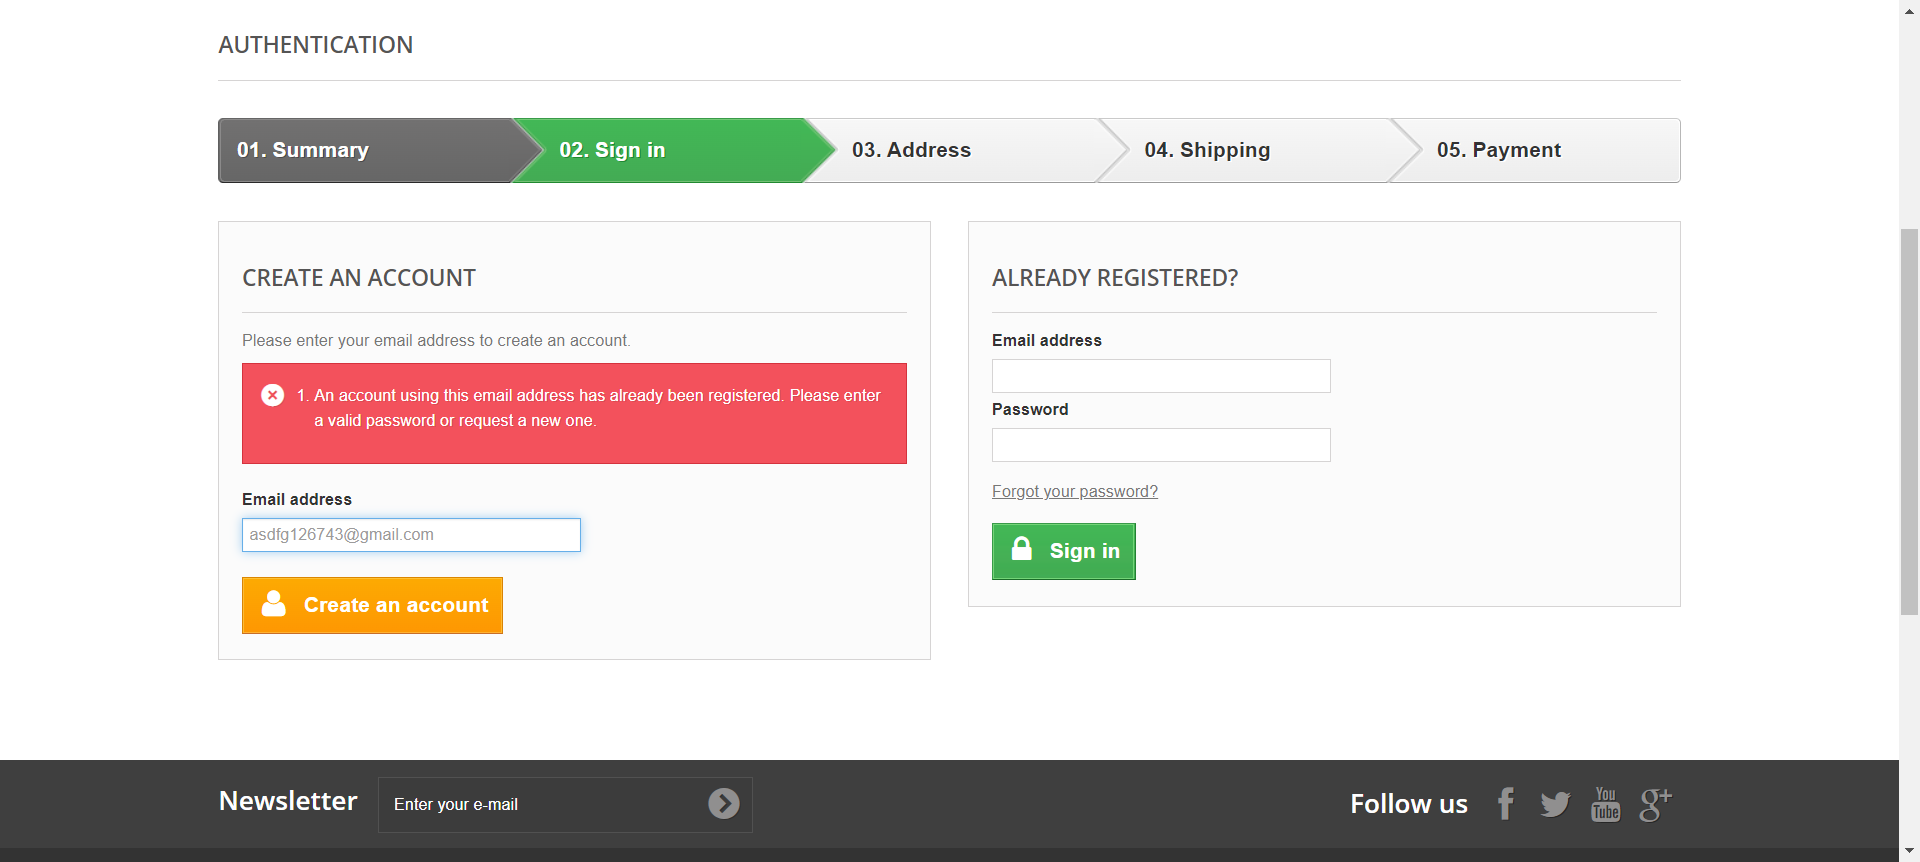 AUTHENTICATION
01. Summary
02. Sign in
03. Address
04. Shipping
05. Payment
CREATE AN ACCOUNT
Please enter your email address to create an account.
1. An account using this email address has already been registered. Please enter
a valid password or request a new one.
Email address
asdfg126743@gmail.com
Create an account
ALREADY REGISTERED?
Email address
Password
Forgot your password?
Sign in
Newsletter
Enter your e-mail
Follow us
You
Tube
g+